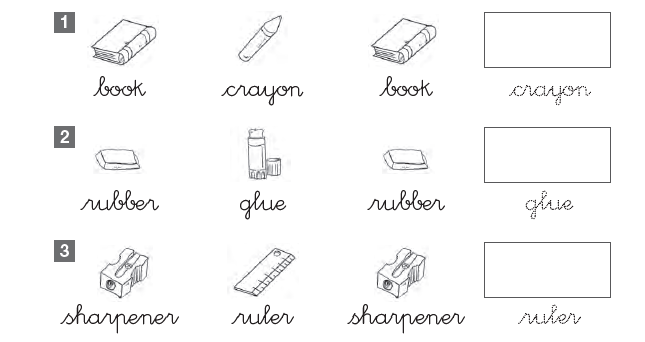 1
book crayon book crayon
2
rubber glue rubber glue
3
sharpener ruler sharpener ruler